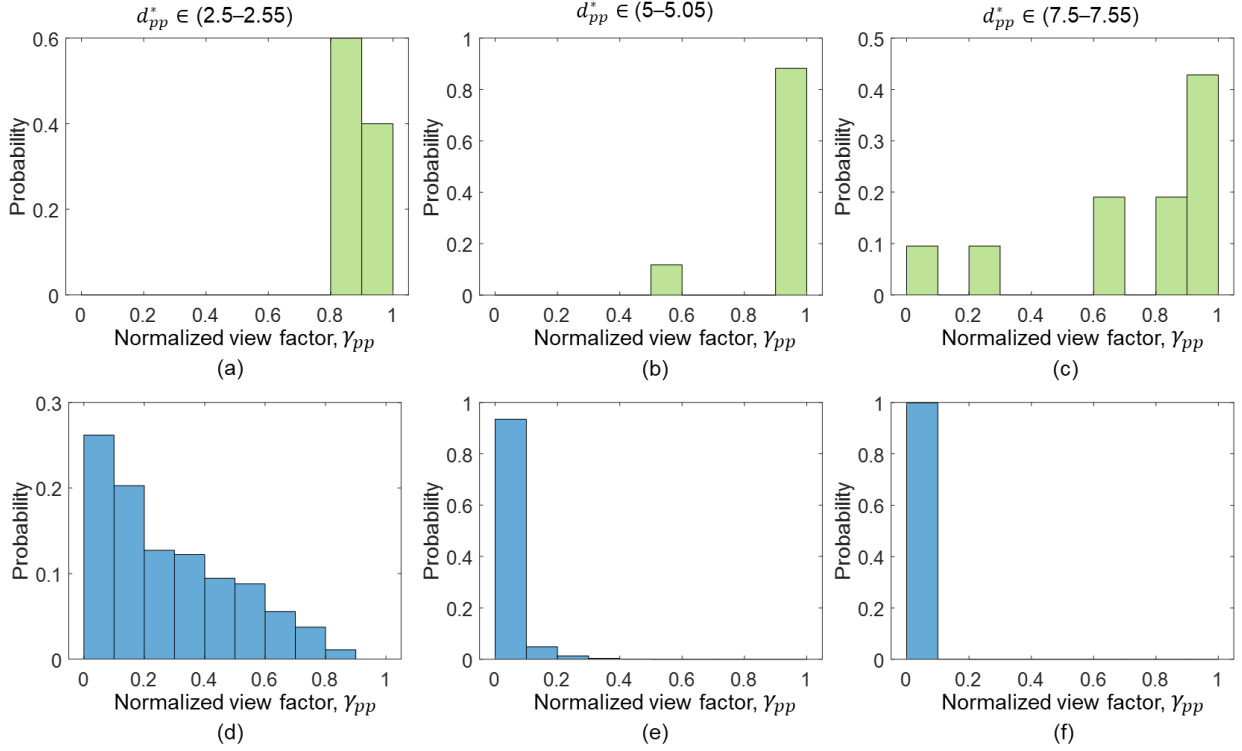 d*pp ∈ (2.5–2.55)
d*pp ∈ (5–5.05)
d*pp ∈ (7.5–7.55)
0.6
0.4
0.2
0
Probability
0 0.2 0.4 0.6 0.8 1
Normalized view factor, γpp
(a)
1
0.8
0.6
0.4
0.2
0
Probability
0 0.2 0.4 0.6 0.8 1
Normalized view factor, γpp
(b)
0.5
0.4
0.3
0.2
0.1
0
Probability
0 0.2 0.4 0.6 0.8 1
Normalized view factor, γpp
(c)
0.3
0.2
0.1
0
Probability
0 0.2 0.4 0.6 0.8 1
Normalized view factor, γpp
(d)
1
0.8
0.6
0.4
0.2
0
Probability
0 0.2 0.4 0.6 0.8 1
Normalized view factor, γpp
(e)
1
0.8
0.6
0.4
0.2
0
Probability
0 0.2 0.4 0.6 0.8 1
Normalized view factor, γpp
(f)